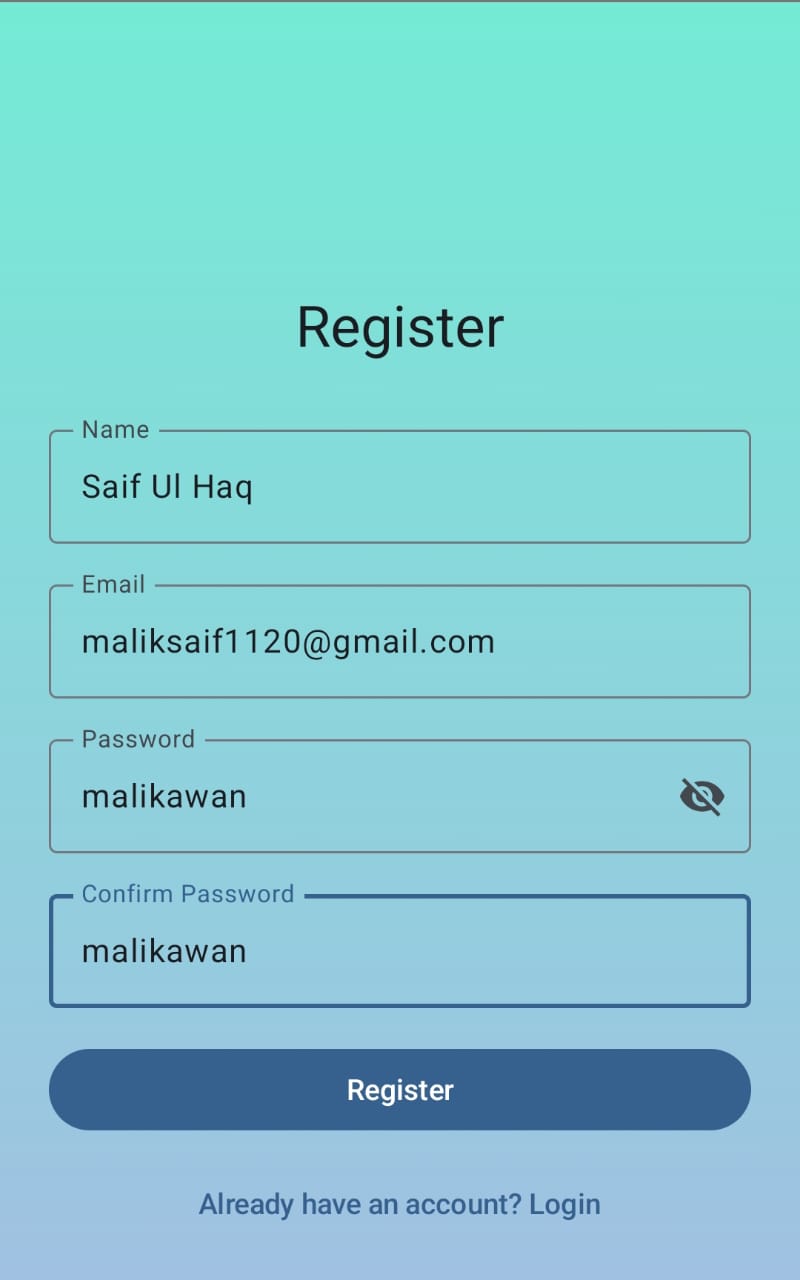 Register
Name
Saif Ul Haq
Email
maliksaif1120@gmail.com
Password
malikawan
Confirm Password
malikawan
Register
Already have an account? Login